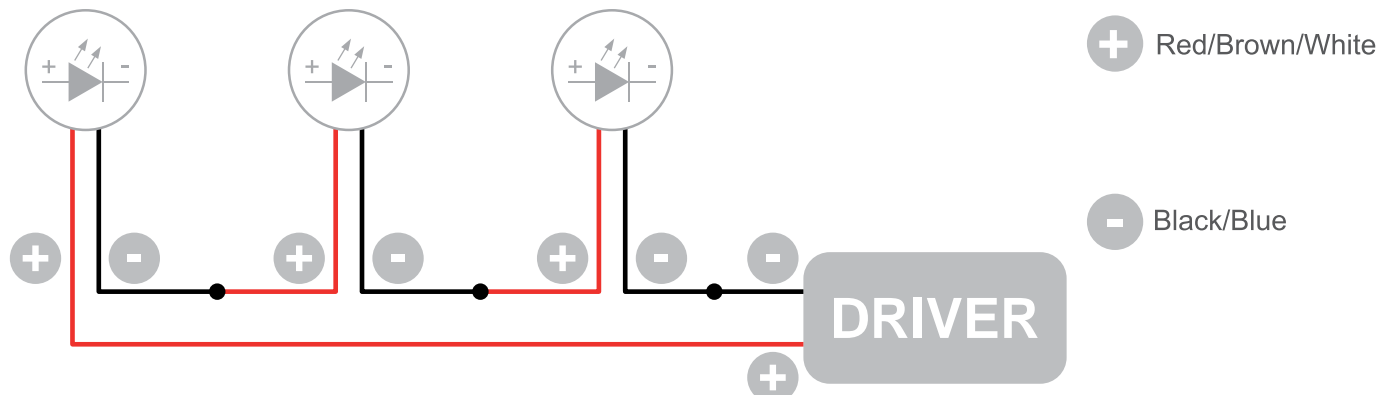 + - + - + -
+ Red/Brown/White
- Black/Blue
+ - + - + - -
DRIVER
+